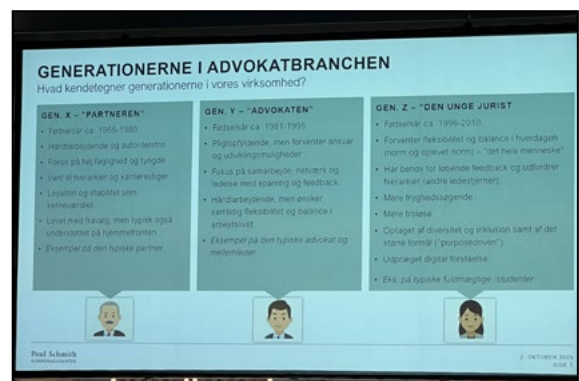 GENERATIONERNE I ADVOKATBRANCHEN
Hvad kendetegner generationerne i vores virksomhed?
GEN. X – "PARTNEREN"
• Fødselsår ca. 1965-1980
• Hårdtarbejdende og autoritetstro
• Fokus på høj faglighed og tyngde
• Vant til hierarkier og karrierestiger
• Loyalitet og stabilitet som
kerneværdier.
• Levet med fravalg, men typisk også
understøttet på hjemmefronten
• Eksempel på den typiske partner
GEN. Y – "ADVOKATEN"
• Fødselsår ca. 1981-1995
• Pligtopfyldende, men forventer ansvar
og udviklingsmuligheder
• Fokus på samarbejde, netværk og
ledelse med sparring og feedback.
• Hårdtarbejdende, men ønsker
samtidig fleksibilitet og balance i
arbejdslivet
• Eksempel på den typiske advokat og
mellemleder
GEN. Z – "DEN UNGE JURIST
• Fødselsår ca. 1996-2010
• Forventer fleksibilitet og balance i hverdagen
(norm og oplevet norm) – "det hele menneske".
• Har behov for løbende feedback og udfordrer
hierarkiet (andre ledestjerner).
• Mere tryghedssøgende.
• Mere troløse.
• Optaget af diversitet og inklusion samt af det
større formål ("purposedriven")
• Udpræget digital forståelse
• Eks. på typiske fuldmægtige /studenter
Poul Schmith
KAMMERADVOKATEN
2. OKTOBER 2025
SIDE 3